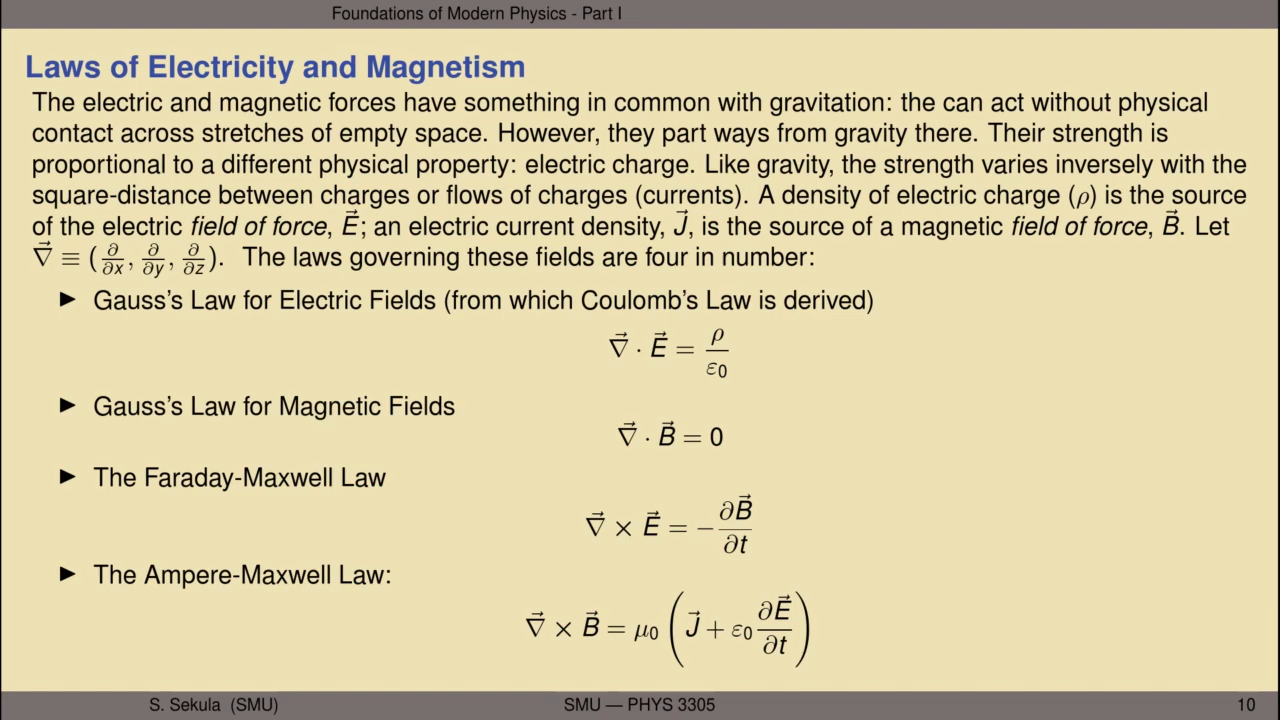 Foundations of Modern Physics - Part I
Laws of Electricity and Magnetism
The electric and magnetic forces have something in common with gravitation: the can act without physical
contact across stretches of empty space. However, they part ways from gravity there. Their strength is
proportional to a different physical property: electric charge. Like gravity, the strength varies inversely with the
square-distance between charges or flows of charges (currents). A density of electric charge (ρ) is the source
of the electric field of force, E⃗; an electric current density, J⃗, is the source of a magnetic field of force, B⃗. Let
∇⃗ ≡ (∂/∂x, ∂/∂y, ∂/∂z). The laws governing these fields are four in number:
▶ Gauss's Law for Electric Fields (from which Coulomb's Law is derived)
∇⃗ · E⃗ = ρ/ε₀
▶ Gauss's Law for Magnetic Fields
∇⃗ · B⃗ = 0
▶ The Faraday-Maxwell Law
∇⃗ × E⃗ = −∂B⃗/∂t
▶ The Ampere-Maxwell Law:
∇⃗ × B⃗ = μ₀ (J⃗ + ε₀ ∂E⃗/∂t)
S. Sekula (SMU) SMU — PHYS 3305 10